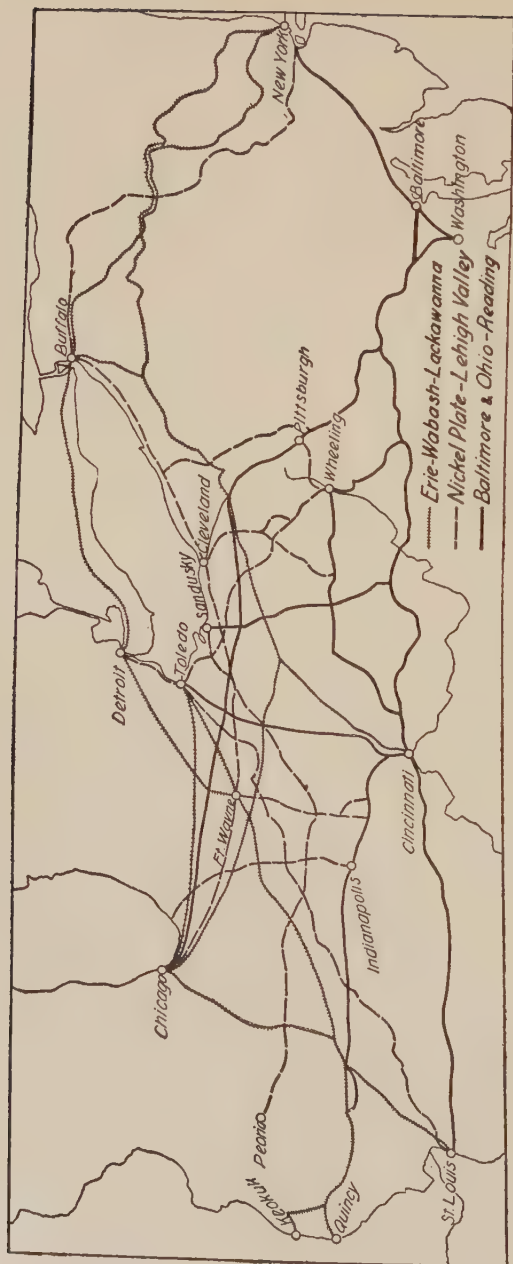 New York
Buffalo
Baltimore
Washington
Pittsburgh
Wheeling
Cleveland
Sandusky
Toledo
Detroit
Ft. Wayne
Cincinnati
Indianapolis
Chicago
Peoria
Keokuk
Quincy
St. Louis
Erie-Wabash-Lackawanna
Nickel Plate-Lehigh Valley
Baltimore & Ohio-Reading